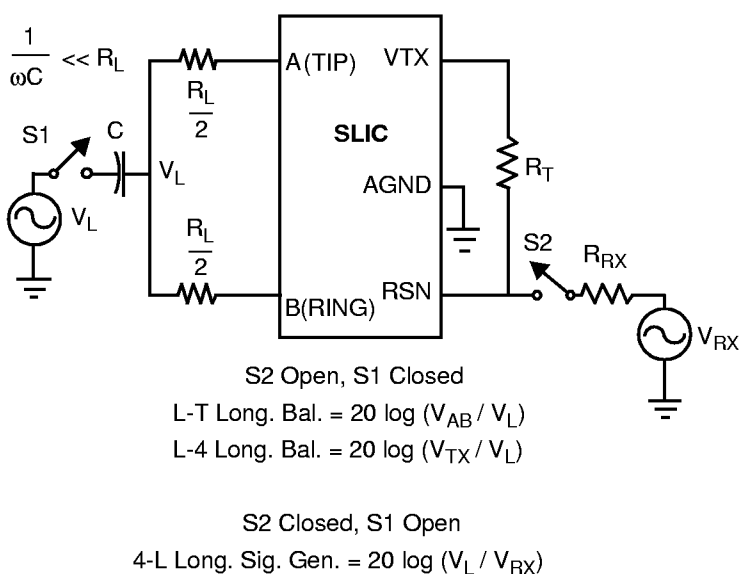 1
ωC
<< R_L
R_L
2
A(TIP)
VTX
S1
C
SLIC
R_T
V_L
AGND
V_L
R_L
2
S2
R_RX
B(RING)
RSN
V_RX
S2 Open, S1 Closed
L-T Long. Bal. = 20 log (V_AB / V_L)
L-4 Long. Bal. = 20 log (V_TX / V_L)
S2 Closed, S1 Open
4-L Long. Sig. Gen. = 20 log (V_L / V_RX)